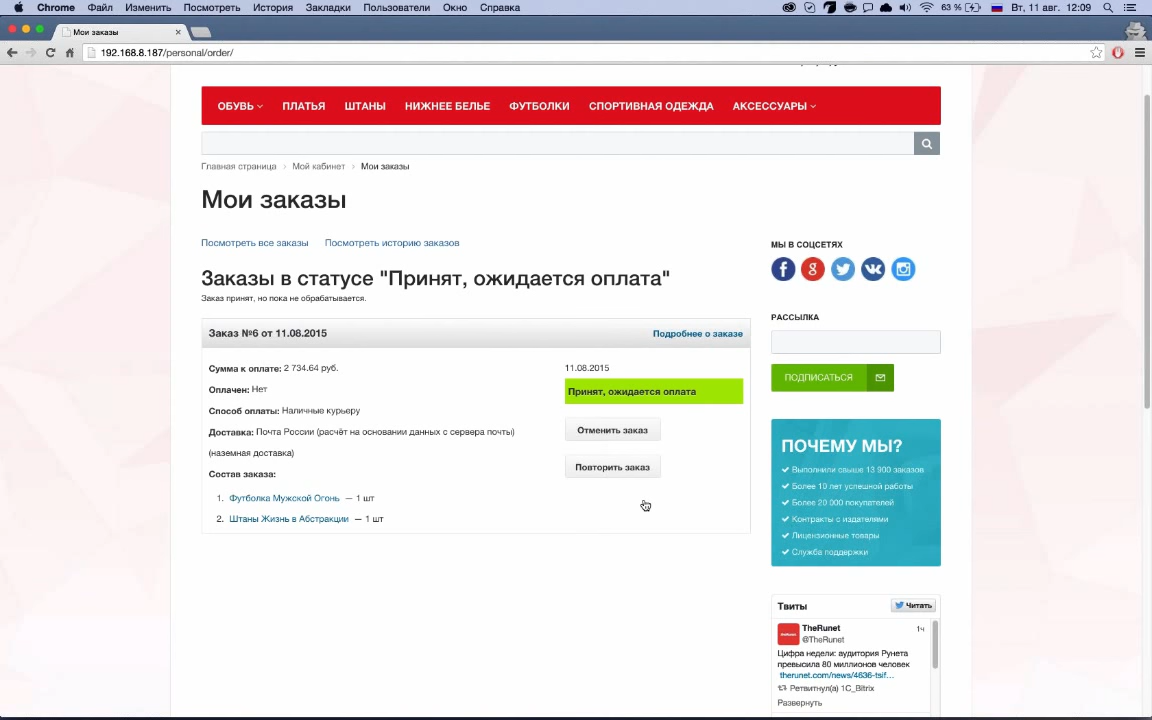 Chrome Файл Изменить Посмотреть История Закладки Пользователи Окно Справка 63 % Вт, 11 авг. 12:09
Мои заказы
192.168.8.187/personal/order/
ОБУВЬ ПЛАТЬЯ ШТАНЫ НИЖНЕЕ БЕЛЬЕ ФУТБОЛКИ СПОРТИВНАЯ ОДЕЖДА АКСЕССУАРЫ
Главная страница › Мой кабинет › Мои заказы
Мои заказы
Посмотреть все заказы Посмотреть историю заказов
Заказы в статусе "Принят, ожидается оплата"
Заказ принят, но пока не обрабатывается.
Заказ №6 от 11.08.2015 Подробнее о заказе
Сумма к оплате: 2 734.64 руб.
Оплачен: Нет
Способ оплаты: Наличные курьеру
Доставка: Почта России (расчёт на основании данных с сервера почты)
(наземная доставка)
Состав заказа:
1. Футболка Мужской Огонь — 1 шт
2. Штаны Жизнь в Абстракции — 1 шт
11.08.2015
Принят, ожидается оплата
Отменить заказ
Повторить заказ
МЫ В СОЦСЕТЯХ
РАССЫЛКА
ПОДПИСАТЬСЯ
ПОЧЕМУ МЫ?
Выполнили свыше 13 900 заказов
Более 10 лет успешной работы
Более 20 000 покупателей
Контракты с издателями
Лицензионные товары
Служба поддержки
Твиты Читать
TheRunet 1ч
@TheRunet
Цифра недели: аудитория Рунета
превысила 80 миллионов человек
therunet.com/news/4636-tsif...
Ретвитнул(а) 1C_Bitrix
Развернуть